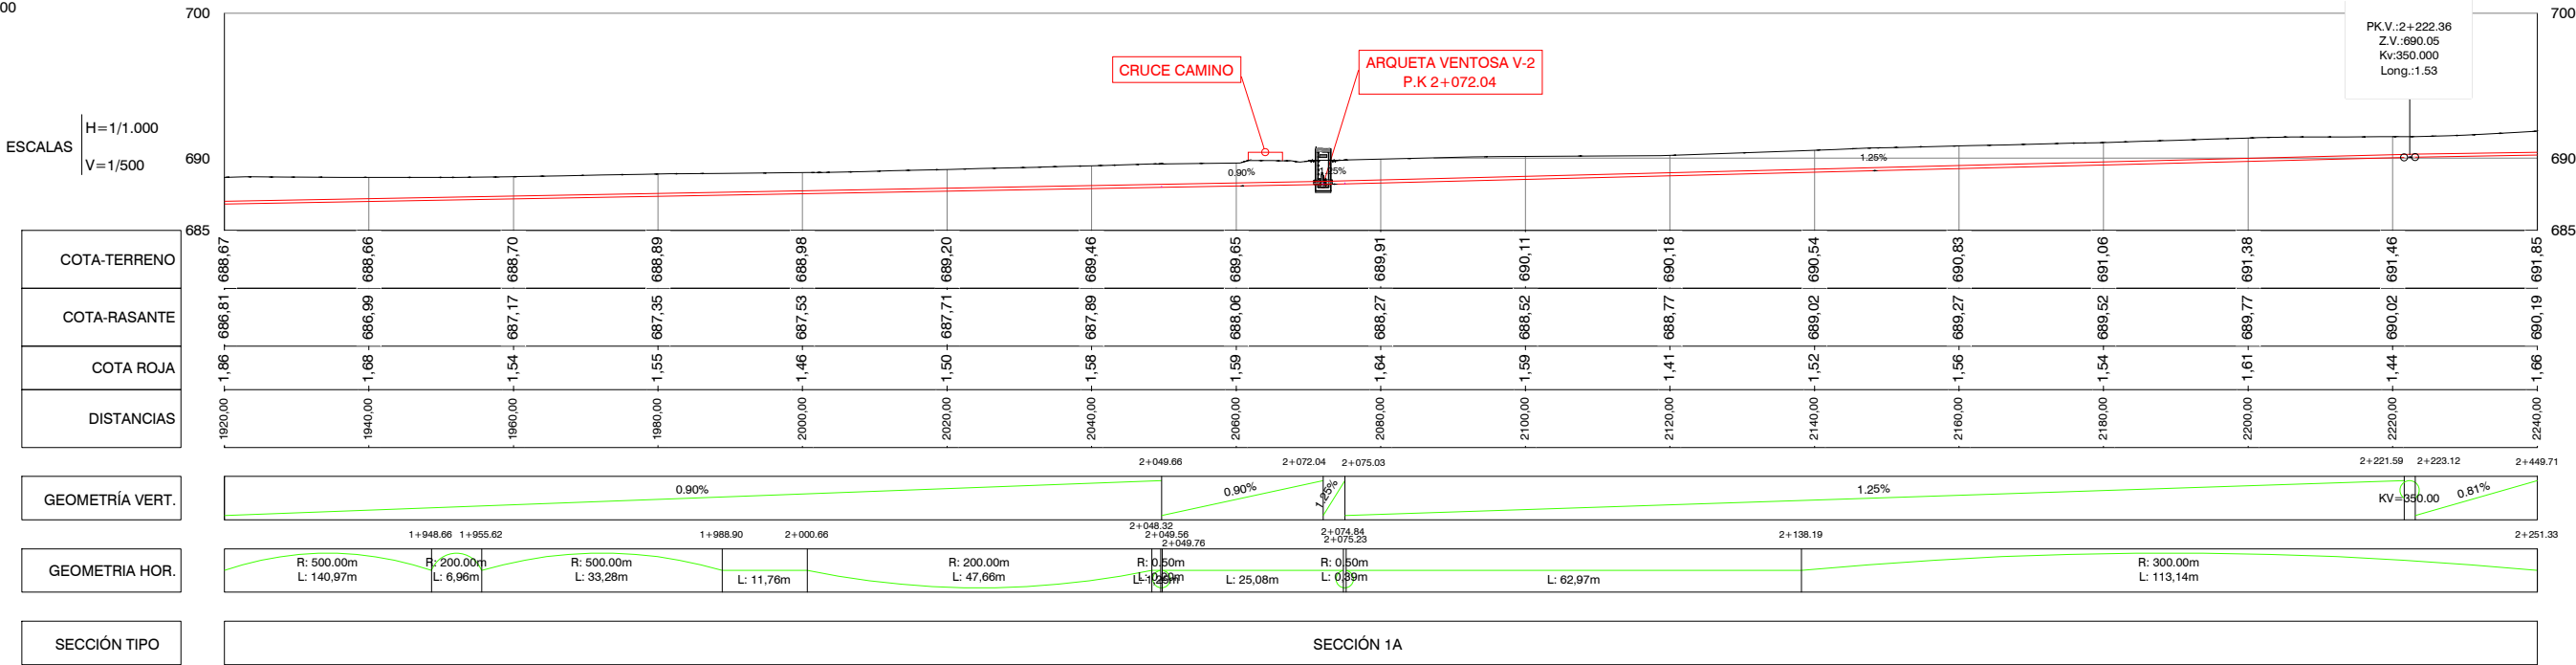 00
700
700
PK.V.:2+222.36
Z.V.:690.05
Kv:350.000
Long.:1.53
CRUCE CAMINO
ARQUETA VENTOSA V-2
P.K 2+072.04
ESCALAS
H=1/1.000
V=1/500
690
690
0.90%
1.25%
685
685
COTA-TERRENO
688,67 688,66 688,70 688,89 688,98 689,20 689,46 689,65 689,91 690,11 690,18 690,54 690,83 691,06 691,38 691,46 691,85
COTA-RASANTE
686,81 686,99 687,17 687,35 687,53 687,71 687,89 688,06 688,27 688,52 688,77 689,02 689,27 689,52 689,77 690,02 690,19
COTA ROJA
1,86 1,68 1,54 1,55 1,46 1,50 1,58 1,59 1,64 1,59 1,41 1,52 1,56 1,54 1,61 1,44 1,66
DISTANCIAS
1920,00 1940,00 1960,00 1980,00 2000,00 2020,00 2040,00 2060,00 2080,00 2100,00 2120,00 2140,00 2160,00 2180,00 2200,00 2220,00 2240,00
2+049.66 2+072.04 2+075.03 2+221.59 2+223.12 2+449.71
GEOMETRÍA VERT.
0.90% 0.90% 1.25% 1.25% KV=350.00 0.81%
1+948.66 1+955.62 1+988.90 2+000.66 2+048.32 2+049.56 2+049.76 2+074.84 2+075.23 2+138.19 2+251.33
GEOMETRIA HOR.
R: 500.00m R: 200.00m R: 500.00m R: 200.00m R: 0.50m R: 0.50m R: 300.00m
L: 140,97m L: 6,96m L: 33,28m L: 11,76m L: 47,66m L: 25,08m L: 0,39m L: 62,97m L: 113,14m
SECCIÓN TIPO
SECCIÓN 1A